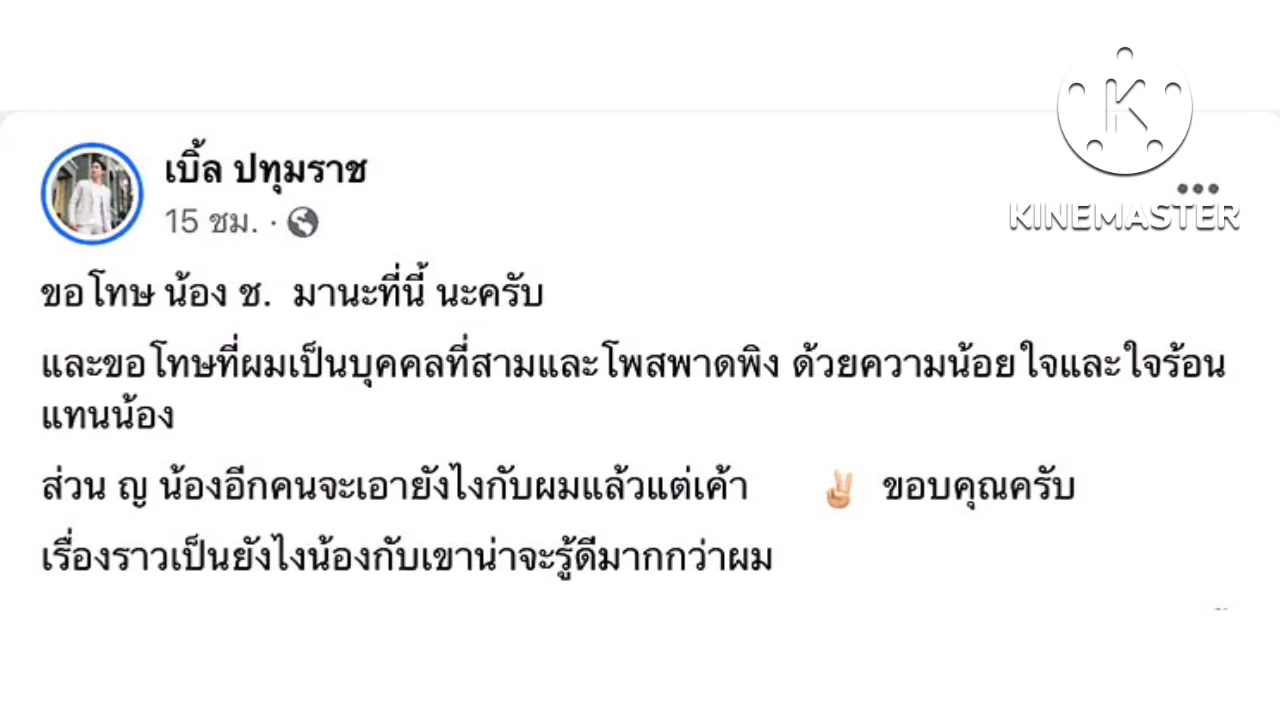 เบิ้ล ปทุมราช
15 ชม. ·
KINEMASTER
ขอโทษ น้อง ช. มานะที่นี้ นะครับ
และขอโทษที่ผมเป็นบุคคลที่สามและโพสพาดพิง ด้วยความน้อยใจและใจร้อน
แทนน้อง
ส่วน ญ น้องอีกคนจะเอายังไงกับผมแล้วแต่เค้า ✌🏻 ขอบคุณครับ
เรื่องราวเป็นยังไงน้องกับเขาน่าจะรู้ดีมากกว่าผม